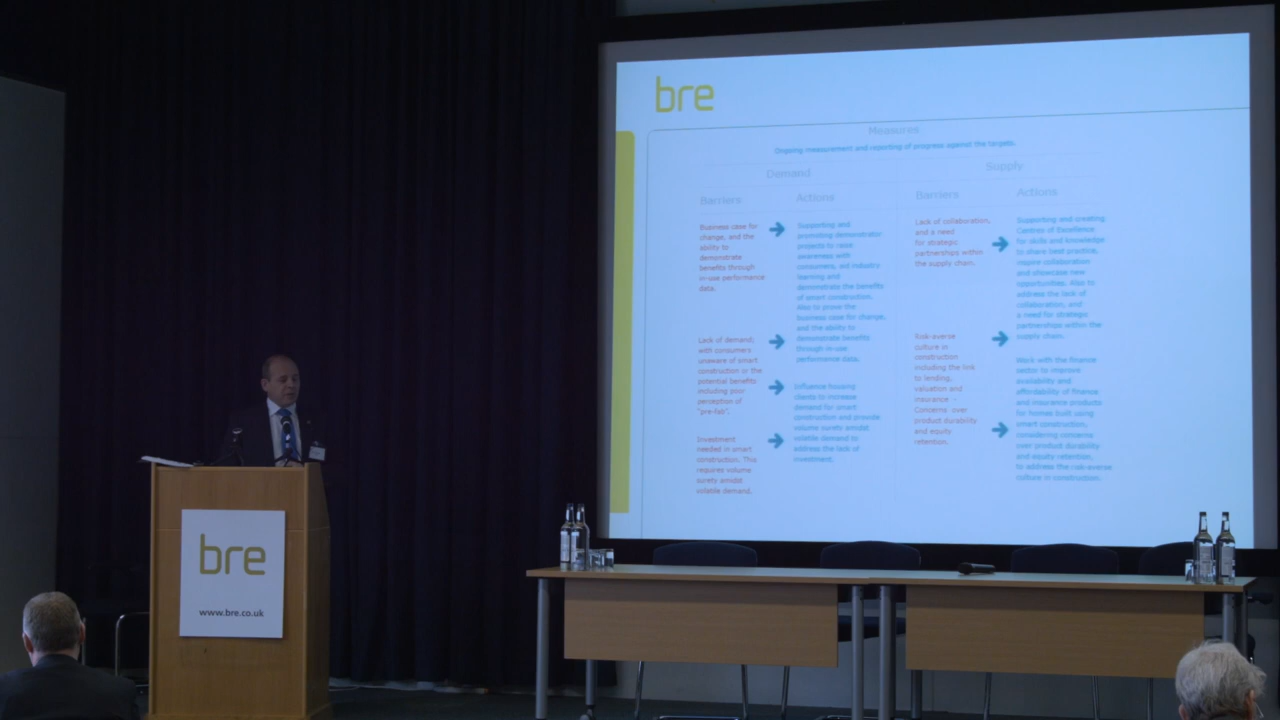 bre
Measures
Ongoing measurement and reporting of progress against the targets.
Demand
Barriers
Actions
Business case for
change, and the
ability to
demonstrate
benefits through
in-use performance
data.
Supporting and
promoting demonstrator
projects to raise
awareness with
consumers, aid industry
learning and
demonstrate the benefits
of smart construction.
Also to prove the
business case for change,
and the ability to
demonstrate benefits
through in-use
performance data.
Lack of demand;
with consumers
unaware of smart
construction or the
potential benefits
including poor
perception of
"pre-fab".
Influence housing
clients to increase
demand for smart
construction and provide
volume surety amidst
volatile demand to
address the lack of
investment.
Investment
needed in smart
construction. This
requires volume
surety amidst
volatile demand.
Supply
Barriers
Actions
Lack of collaboration,
and a need
for strategic
partnerships within
the supply chain.
Supporting and creating
Centres of Excellence
for skills and knowledge
to share best practice,
inspire collaboration
and showcase new
opportunities. Also to
address the lack of
collaboration, and
a need for strategic
partnerships within the
supply chain.
Risk-averse
culture in
construction
including the link
to lending,
valuation and
insurance -
Concerns over
product durability
and equity
retention.
Work with the finance
sector to improve
availability and
affordability of finance
and insurance products
for homes built using
smart construction,
considering concerns
over product durability
and equity retention,
to address the risk-averse
culture in construction.
bre
www.bre.co.uk